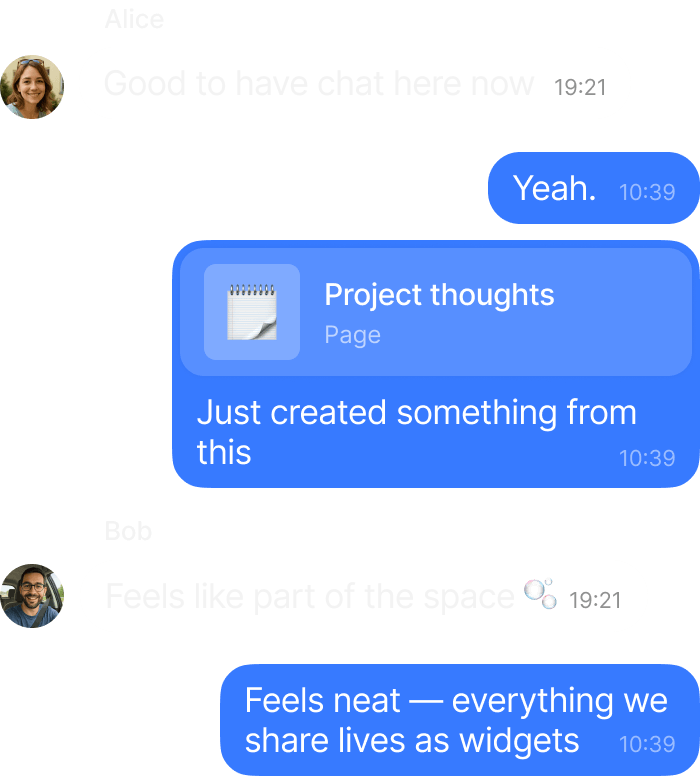 Alice
Good to have chat here now 19:21
Yeah. 10:39
Project thoughts
Page
Just created something from
this 10:39
Bob
Feels like part of the space 🫧 19:21
Feels neat — everything we
share lives as widgets 10:39